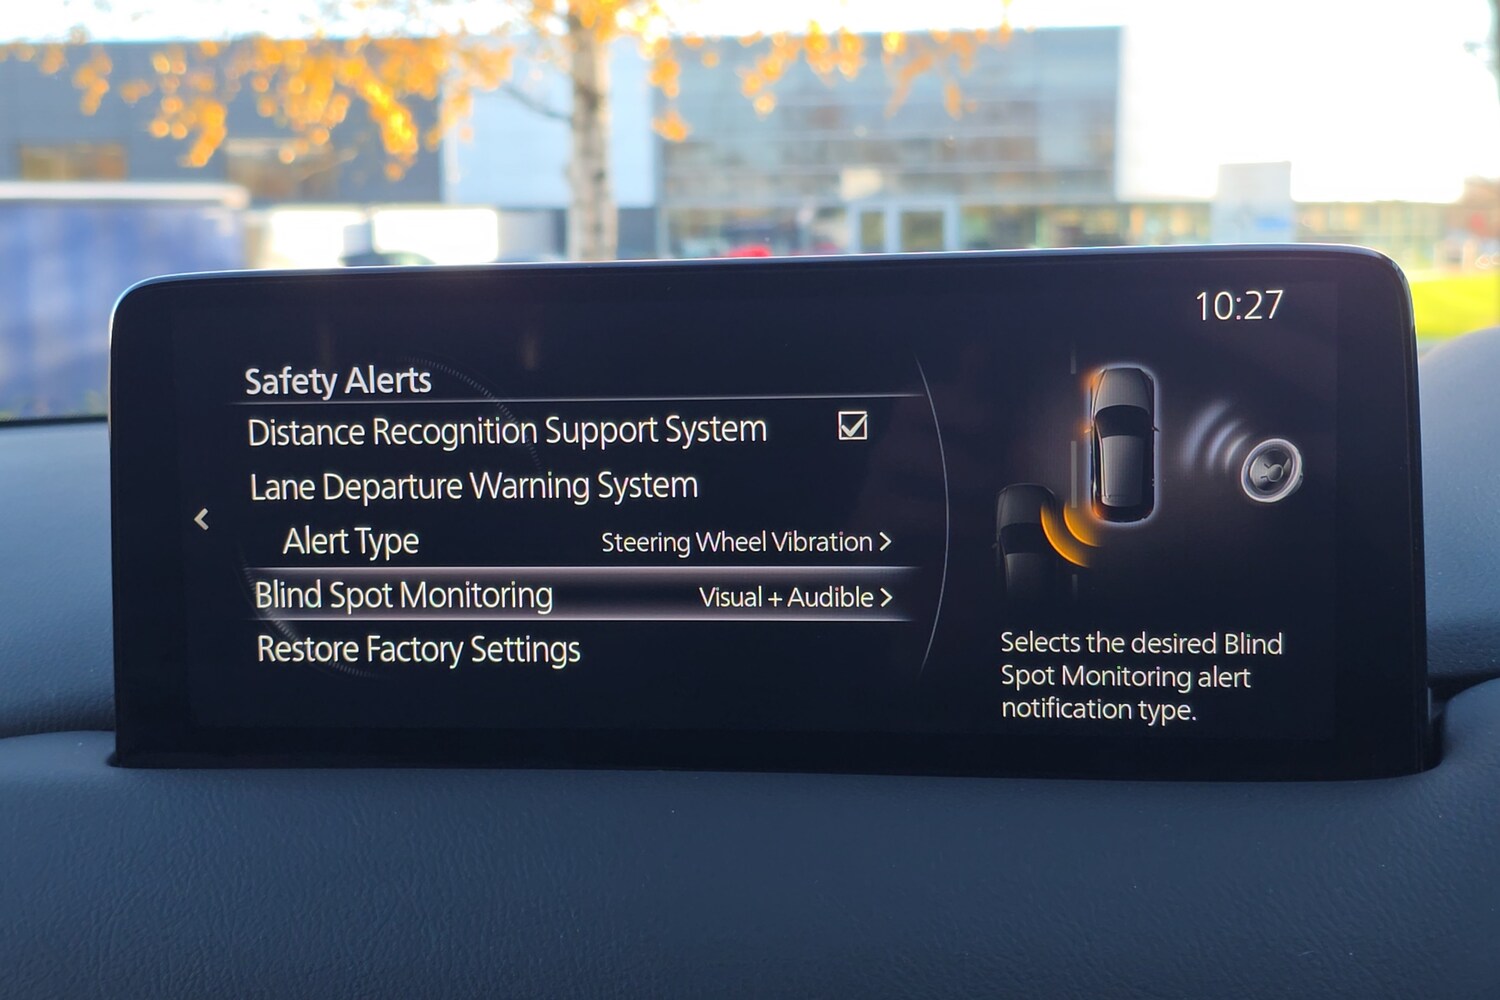 10:27
Safety Alerts
Distance Recognition Support System
Lane Departure Warning System
Alert Type Steering Wheel Vibration >
Blind Spot Monitoring Visual + Audible >
Restore Factory Settings
Selects the desired Blind
Spot Monitoring alert
notification type.